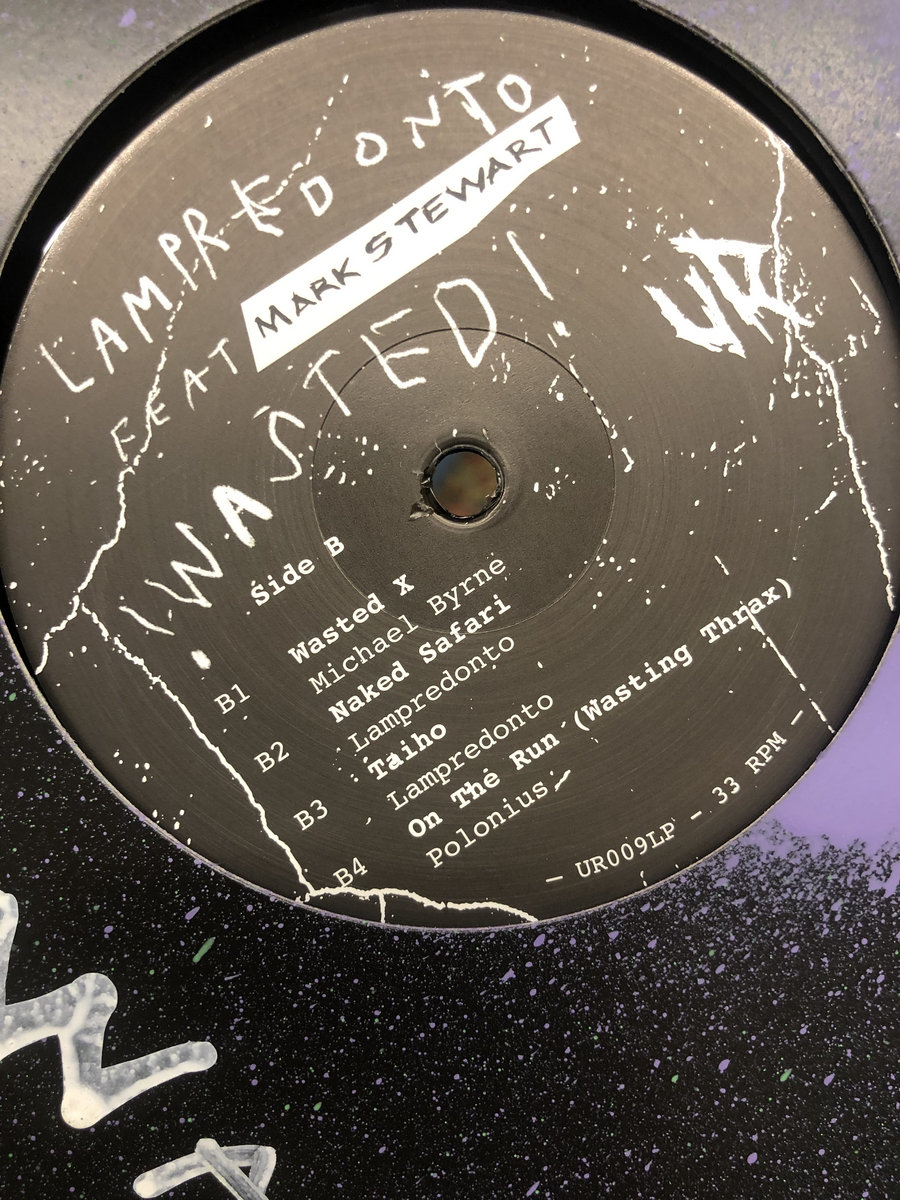 LAMPREDONTO
FEAT MARK STEWART
¡WASTED!
UR
Side B
B1 Wasted X
Michael Byrne
B2 Naked Safari
Lampredonto
B3 Taiho
Lampredonto
B4 On The Run (Wasting Thrax)
Polonius
— UR009LP – 33 RPM —